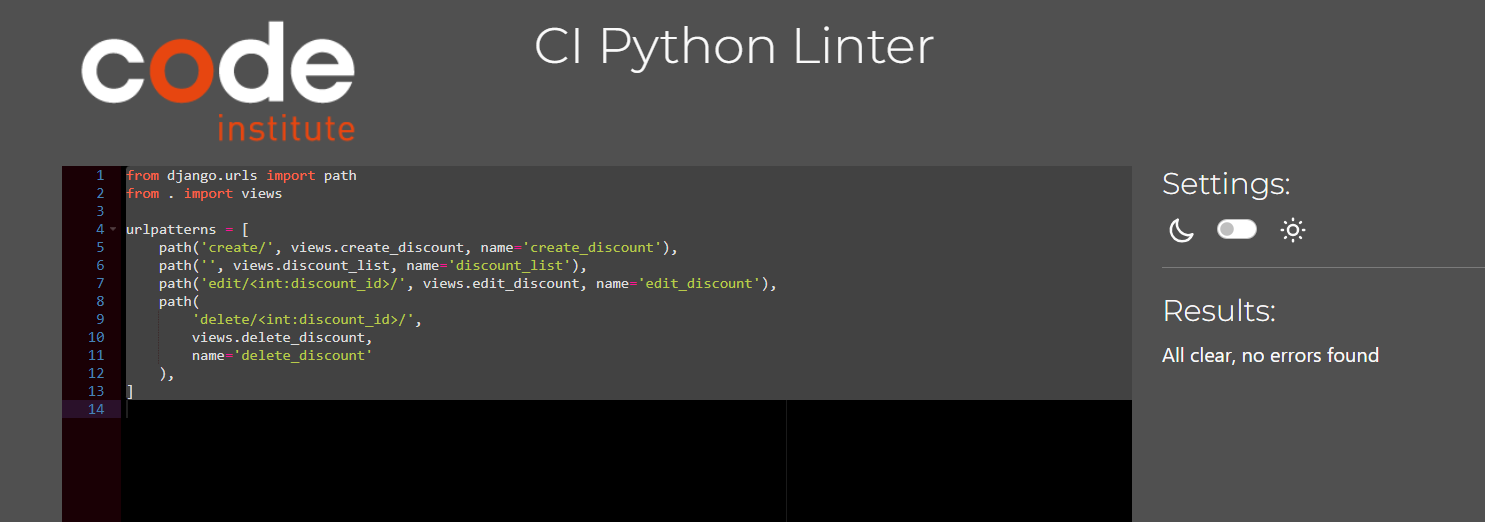 code
institute
CI Python Linter
1 from django.urls import path
2 from . import views
3
4 urlpatterns = [
5     path('create/', views.create_discount, name='create_discount'),
6     path('', views.discount_list, name='discount_list'),
7     path('edit/<int:discount_id>/', views.edit_discount, name='edit_discount'),
8     path(
9         'delete/<int:discount_id>/',
10         views.delete_discount,
11         name='delete_discount'
12     ),
13 ]
14
Settings:
Results:
All clear, no errors found